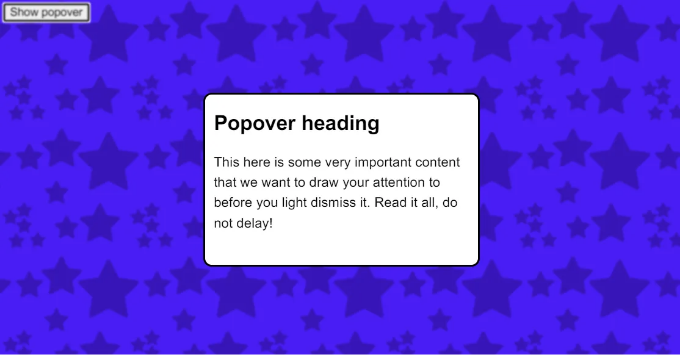 Show popover
Popover heading
This here is some very important content
that we want to draw your attention to
before you light dismiss it. Read it all, do
not delay!